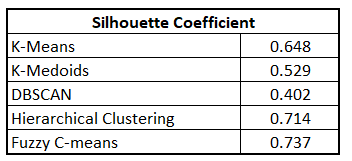 Silhouette Coefficient
K-Means 0.648
K-Medoids 0.529
DBSCAN 0.402
Hierarchical Clustering 0.714
Fuzzy C-means 0.737